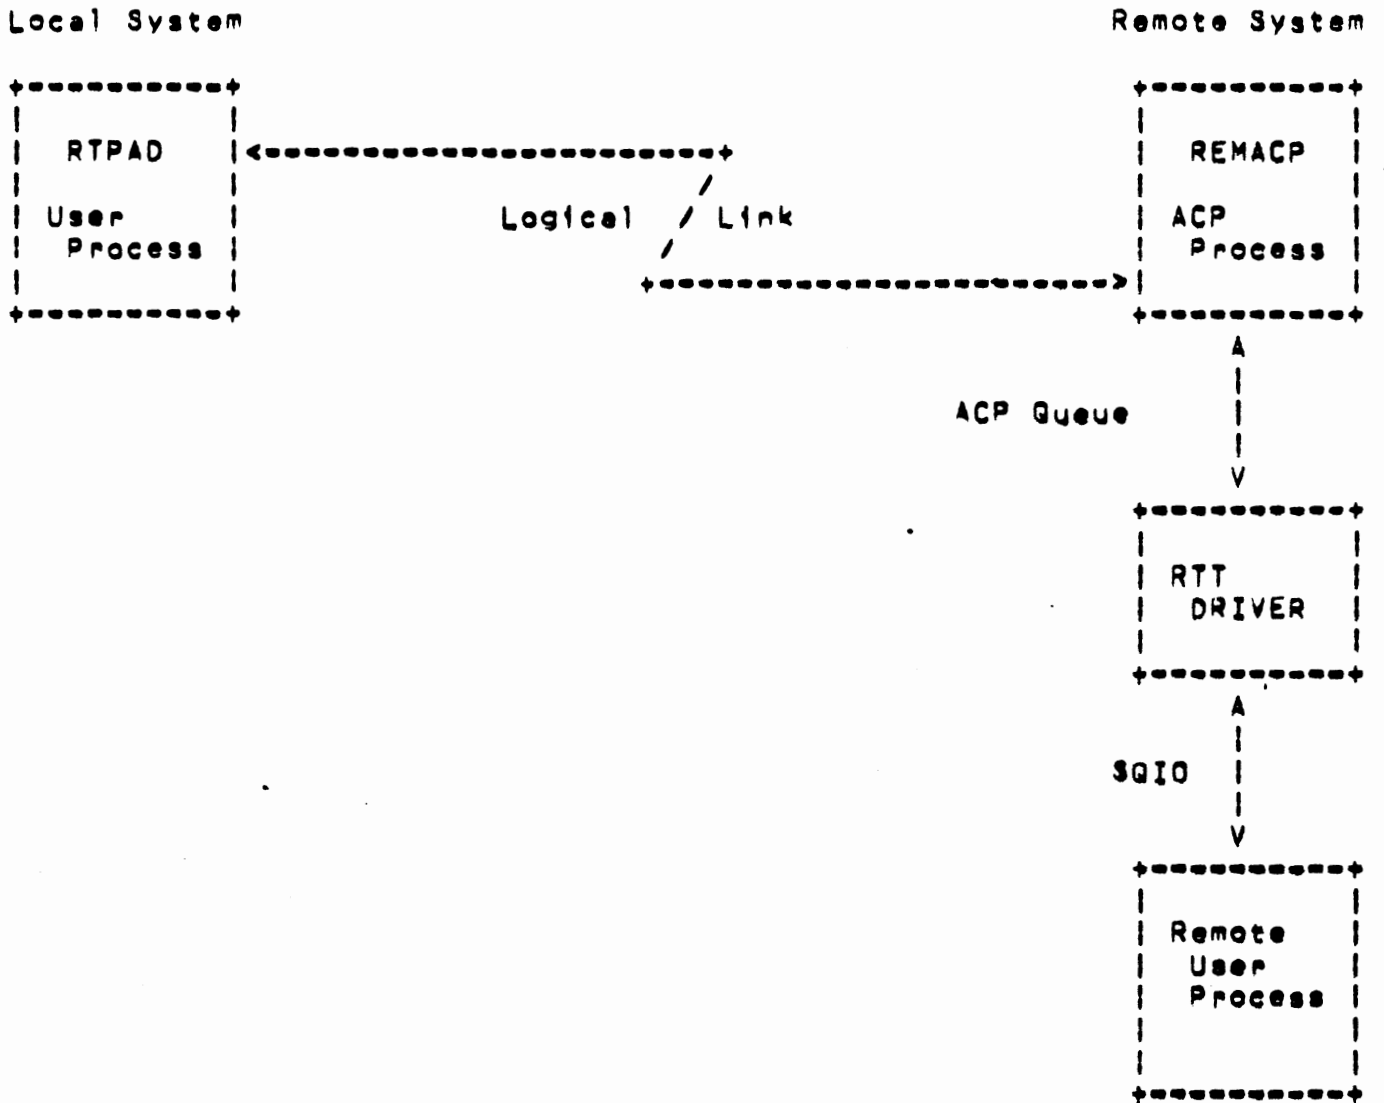 Local System
Remote System
RTPAD
User
Process
Logical Link
REMACP
ACP
Process
ACP Queue
RTT
DRIVER
$QIO
Remote
User
Process